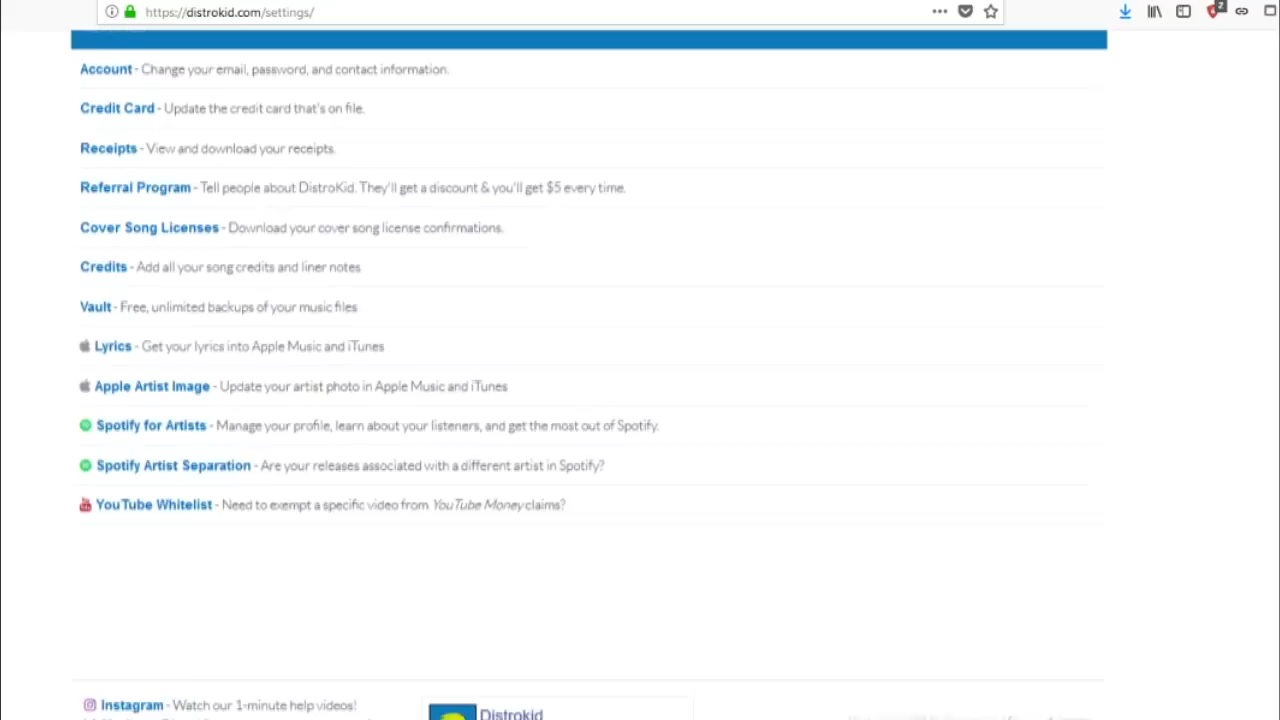 https://distrokid.com/settings/
2
Account - Change your email, password, and contact information.
Credit Card - Update the credit card that's on file.
Receipts - View and download your receipts.
Referral Program - Tell people about DistroKid. They'll get a discount & you'll get $5 every time.
Cover Song Licenses - Download your cover song license confirmations.
Credits - Add all your song credits and liner notes
Vault - Free, unlimited backups of your music files
Lyrics - Get your lyrics into Apple Music and iTunes
Apple Artist Image - Update your artist photo in Apple Music and iTunes
Spotify for Artists - Manage your profile, learn about your listeners, and get the most out of Spotify.
Spotify Artist Separation - Are your releases associated with a different artist in Spotify?
YouTube Whitelist - Need to exempt a specific video from YouTube Money claims?
Instagram - Watch our 1-minute help videos!
Distrokid